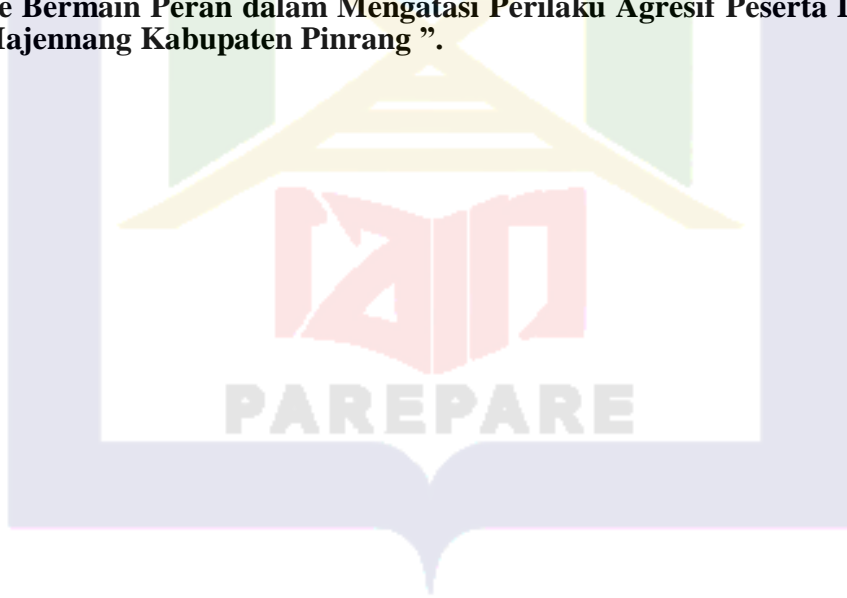 Bermain Peran dalam Mengatasi Perilaku Agresif Peserta
Majennang Kabupaten Pinrang ”.
PAREPARE